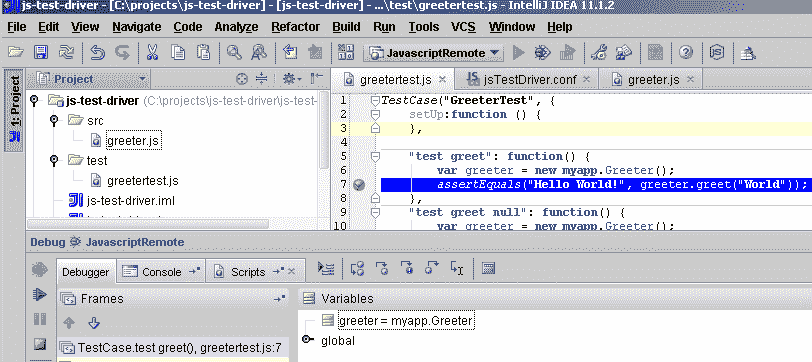 js-test-driver - [C:\projects\js-test-driver] - [js-test-driver] - ...\test\greetertest.js - IntelliJ IDEA 11.1.2
File Edit View Navigate Code Analyze Refactor Build Run Tools VCS Window Help
JavascriptRemote
1: Project
Project
greetertest.js jsTestDriver.conf greeter.js
js-test-driver (C:\projects\js-test-driver\js-test-
src
greeter.js
test
greetertest.js
js-test-driver.iml
1 TestCase("GreeterTest", {
2 setUp:function () {
3 },
4
5 "test greet": function() {
6 var greeter = new myapp.Greeter();
7 assertEquals("Hello World!", greeter.greet("World"));
8 },
9 "test greet null": function() {
10 var greeter = new myapp.Greeter();
Debug JavascriptRemote
Debugger Console Scripts
Frames
Variables
TestCase.test greet(), greetertest.js:7
greeter = myapp.Greeter
global